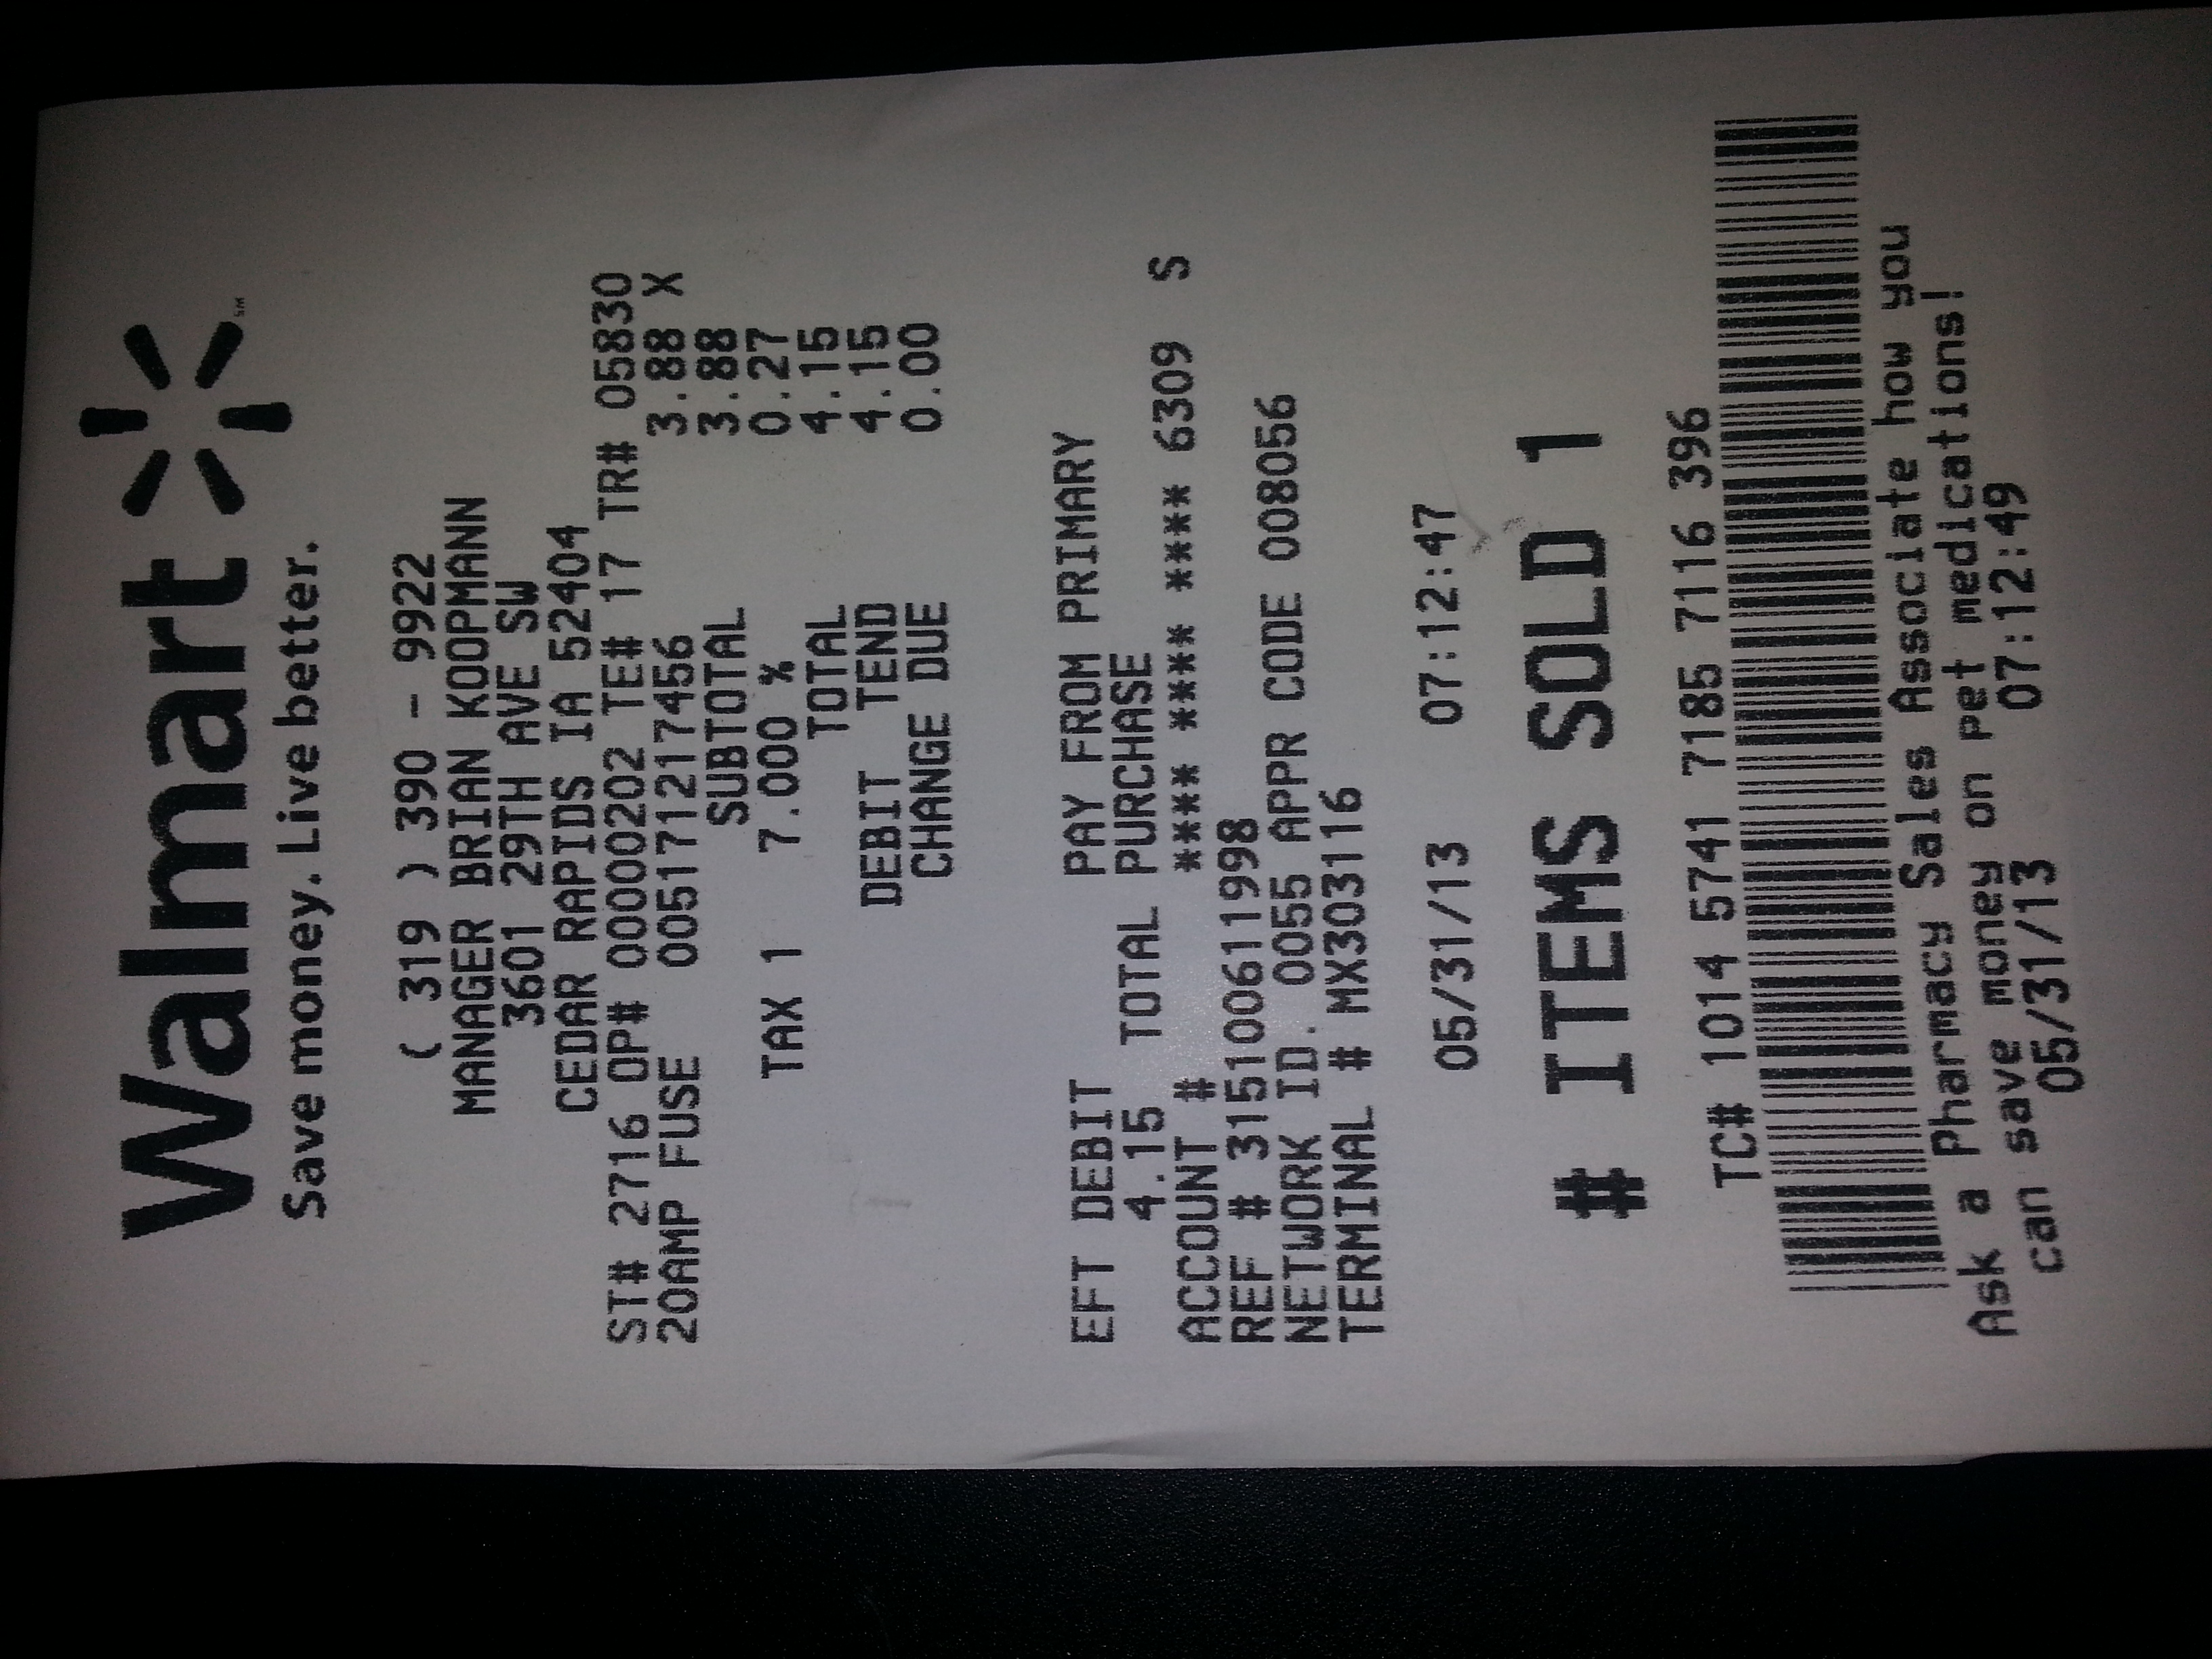 Walmart
SM
Save money. Live better.
( 319 ) 390 - 9922
MANAGER BRIAN KOOPMANN
3601 29TH AVE SW
CEDAR RAPIDS IA 52404
ST# 2716 OP# 00000202 TE# 17 TR# 05830
20AMP FUSE 005171217456 3.88 X
SUBTOTAL 3.88
TAX 1 7.000 % 0.27
TOTAL 4.15
DEBIT TEND 4.15
CHANGE DUE 0.00
EFT DEBIT PAY FROM PRIMARY
4.15 TOTAL PURCHASE
ACCOUNT # **** **** **** 6309 S
REF # 315100611998
NETWORK ID. 0055 APPR CODE 008056
TERMINAL # MX303116
05/31/13 07:12:47
# ITEMS SOLD 1
TC# 1014 5741 7185 7116 396
Ask a Pharmacy Sales Associate how you
can save money on pet medications!
05/31/13 07:12:49